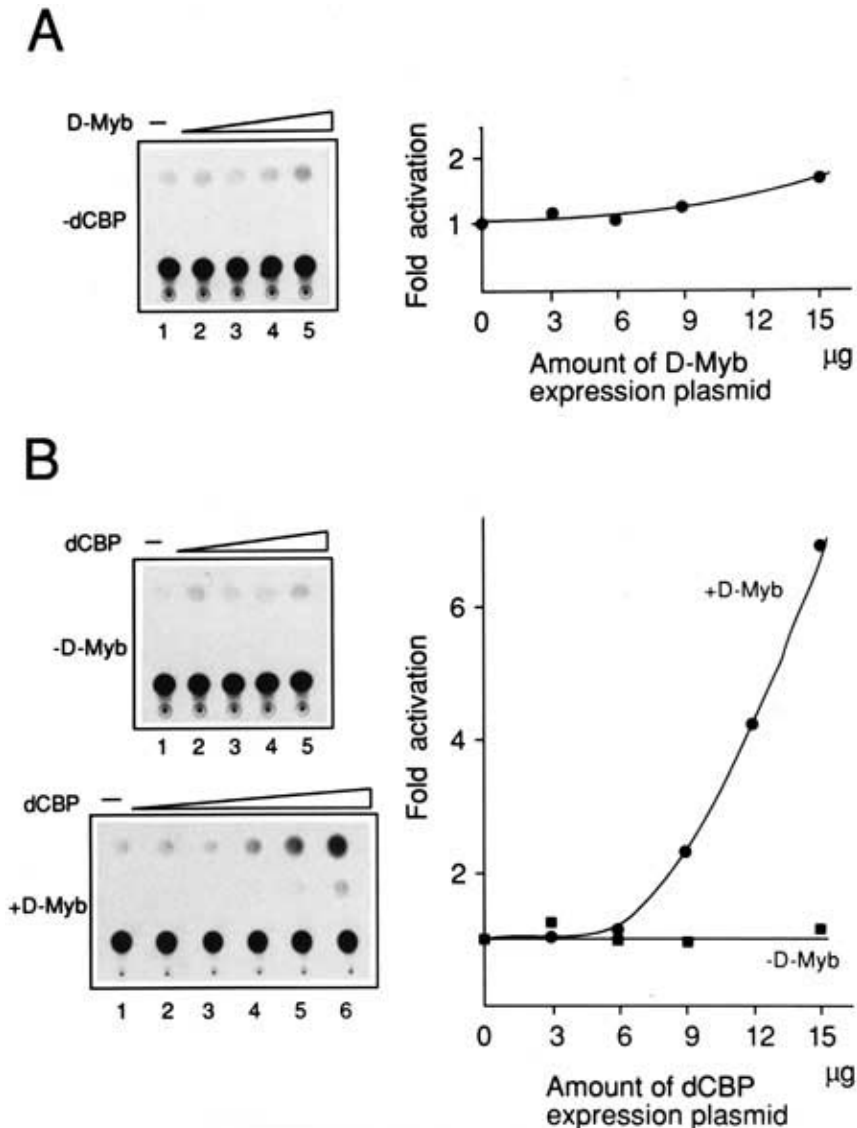 A
D-Myb –
-dCBP
1 2 3 4 5
Fold activation
2
1
0 3 6 9 12 15
Amount of D-Myb μg
expression plasmid
B
dCBP –
-D-Myb
1 2 3 4 5
dCBP –
+D-Myb
1 2 3 4 5 6
Fold activation
6
4
2
+D-Myb
-D-Myb
0 3 6 9 12 15
Amount of dCBP μg
expression plasmid